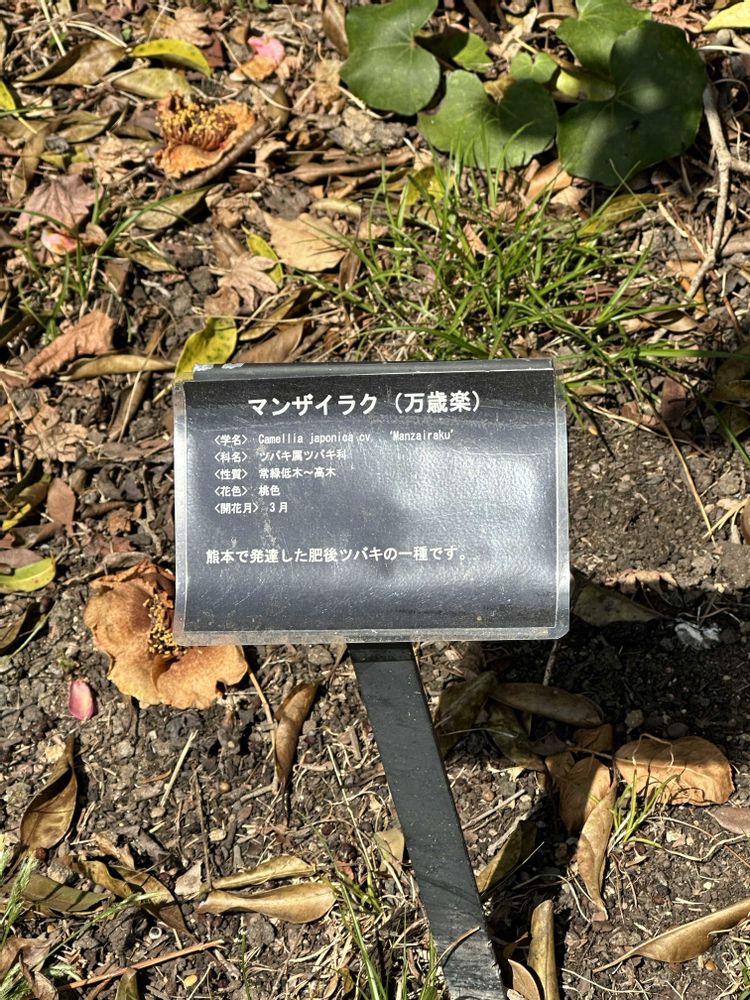 マンザイラク（万歳楽）
〈学名〉 Camellia japonica cv. 'Manzairaku'
〈科名〉 ツバキ属ツバキ科
〈性質〉 常緑低木～高木
〈花色〉 桃色
〈開花月〉 3月
熊本で発達した肥後ツバキの一種です。